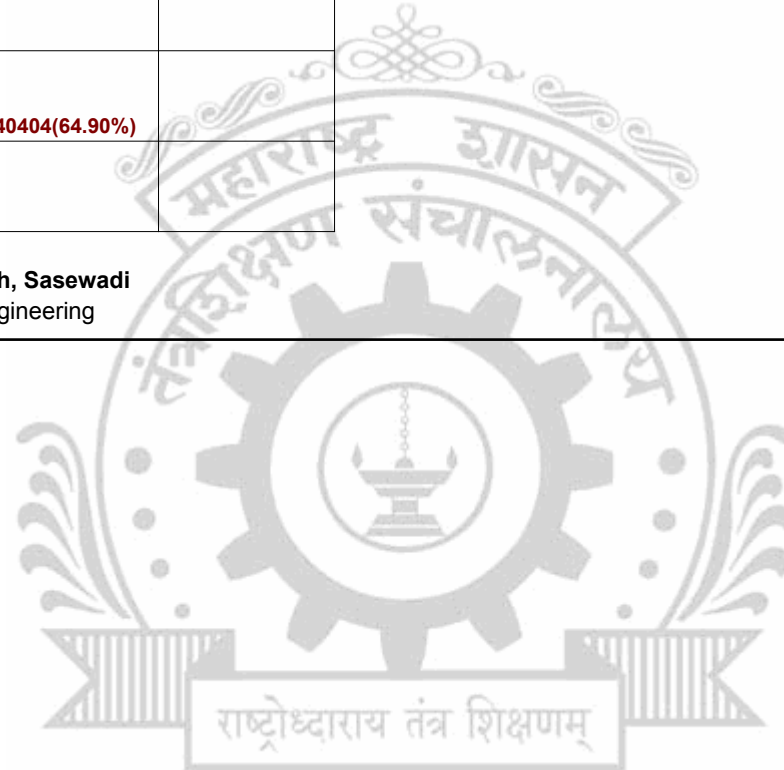 40404(64.90%)
महाराष्ट्र शासन
तंत्रशिक्षण संचालनालय
h, Sasewadi
gineering
राष्ट्रोध्दाराय तंत्र शिक्षणम्